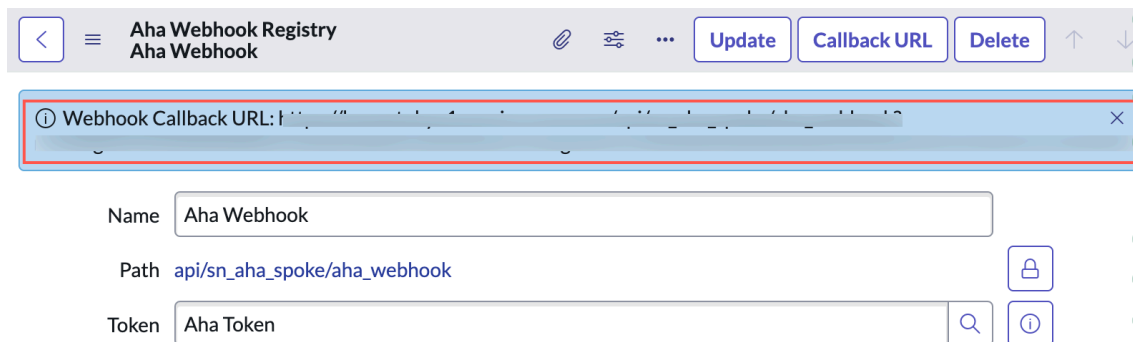 Aha Webhook Registry
Aha Webhook
Update
Callback URL
Delete
Webhook Callback URL:
Name
Aha Webhook
Path
api/sn_aha_spoke/aha_webhook
Token
Aha Token